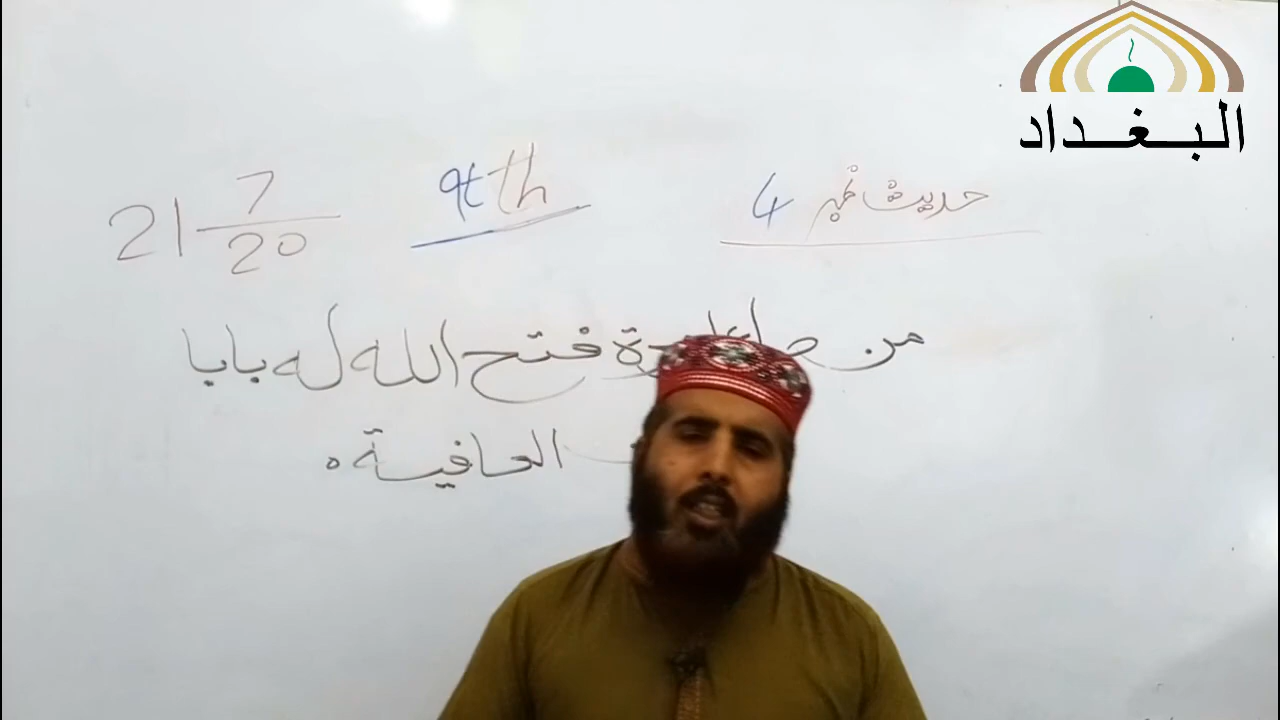 البغداد
حدیث نمبر 4
9th
21 7/20
من فتح الله له بابا
العافية ه